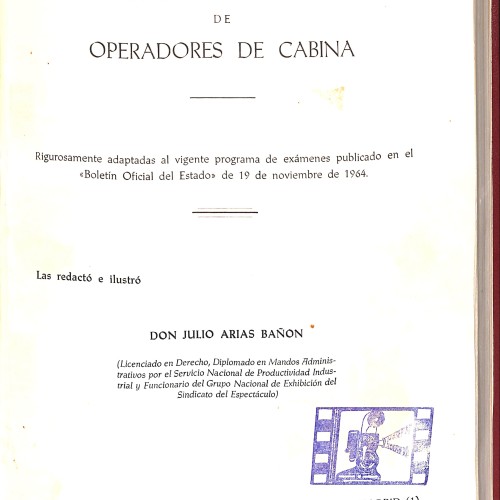 DE
OPERADORES DE CABINA
Rigurosamente adaptadas al vigente programa de exámenes publicado en el
«Boletín Oficial del Estado» de 19 de noviembre de 1964.
Las redactó e ilustró
DON JULIO ARIAS BAÑON
(Licenciado en Derecho, Diplomado en Mandos Adminis-
trativos por el Servicio Nacional de Productividad Indus-
trial y Funcionario del Grupo Nacional de Exhibición del
Sindicato del Espectáculo)